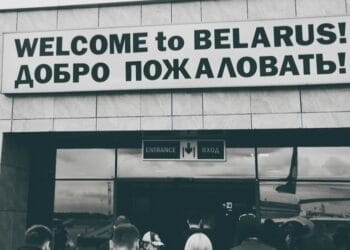 WELCOME to BELARUS!
ДОБРО ПОЖАЛОВАТЬ!
ENTRANCE ВХОД